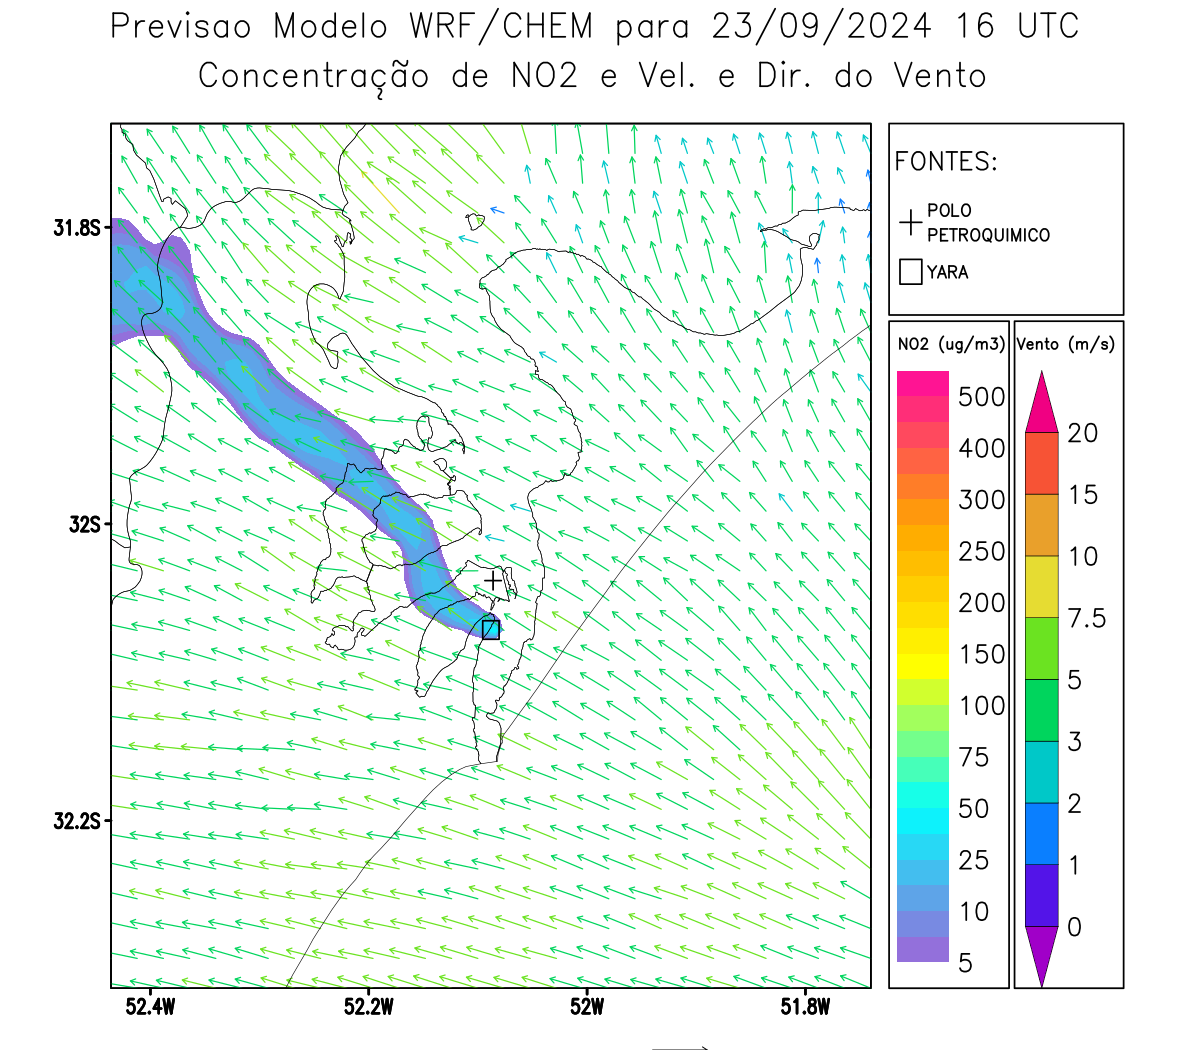 Previsao Modelo WRF/CHEM para 23/09/2024 16 UTC
Concentração de NO2 e Vel. e Dir. do Vento
FONTES:
POLO
PETROQUIMICO
YARA
NO2 (ug/m3)
500
400
300
250
200
150
100
75
50
25
10
5
Vento (m/s)
20
15
10
7.5
5
3
2
1
0
31.8S
32S
32.2S
52.4W
52.2W
52W
51.8W